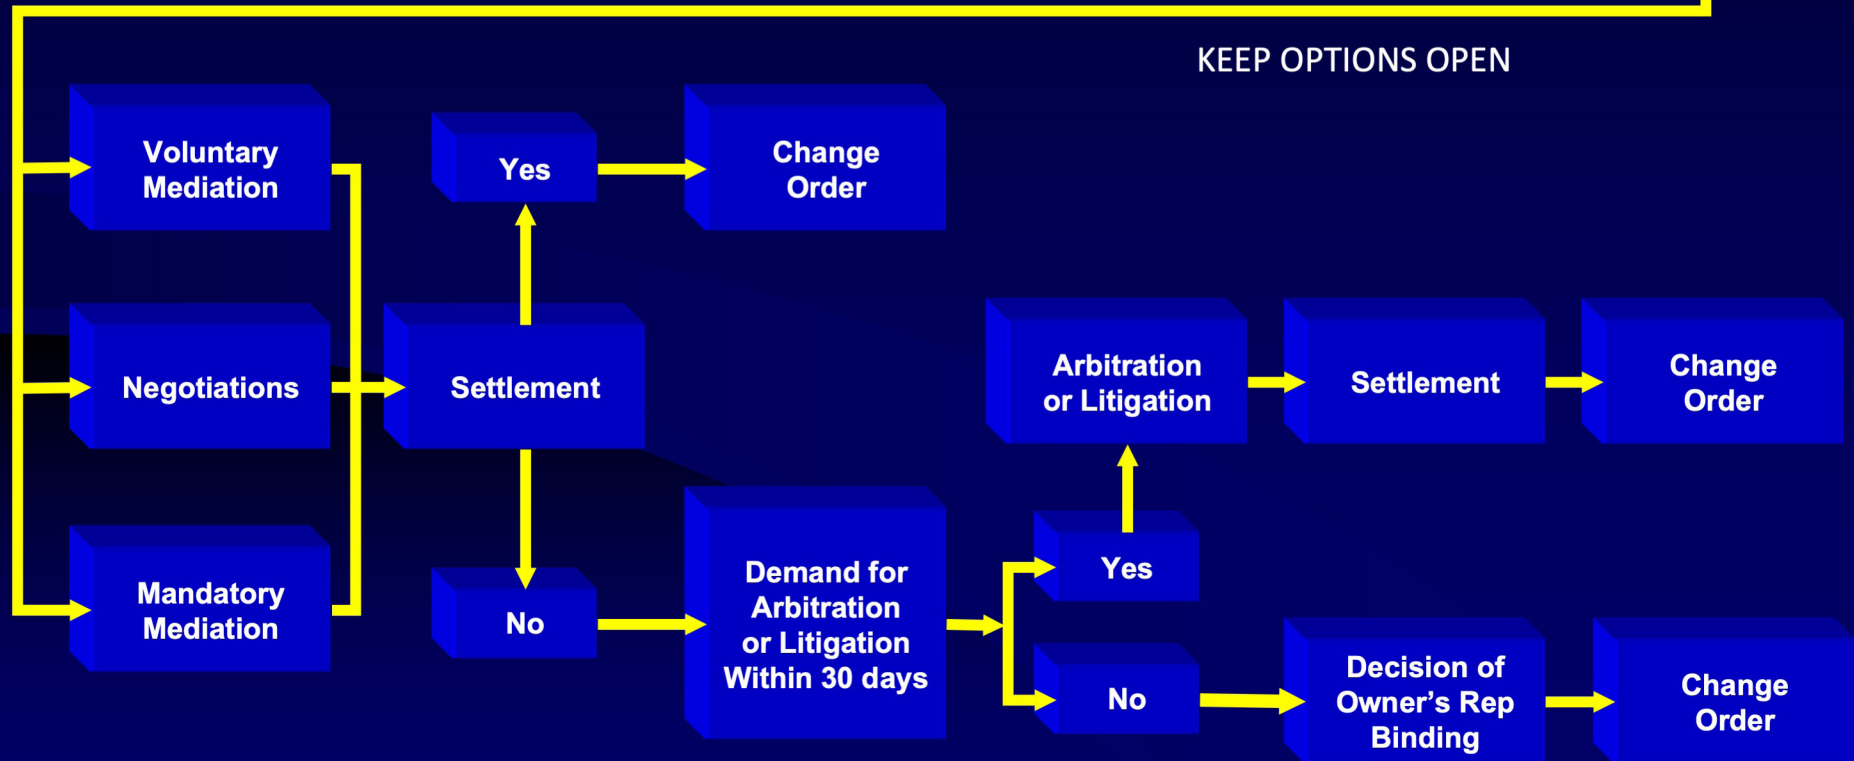 KEEP OPTIONS OPEN
Voluntary
Mediation
Yes
Change
Order
Negotiations
Settlement
Arbitration
or Litigation
Settlement
Change
Order
Mandatory
Mediation
No
Demand for
Arbitration
or Litigation
Within 30 days
Yes
No
Decision of
Owner’s Rep
Binding
Change
Order